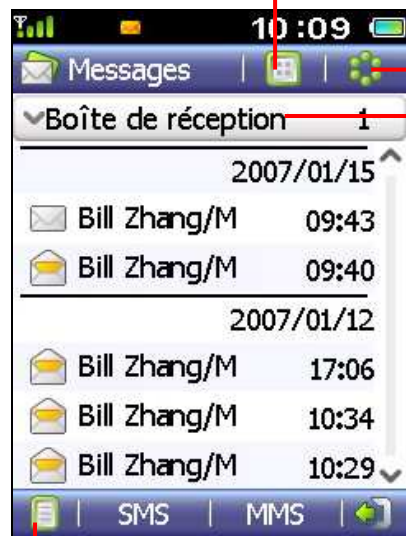 10:09
Messages
Boîte de réception 1
2007/01/15
Bill Zhang/M 09:43
Bill Zhang/M 09:40
2007/01/12
Bill Zhang/M 17:06
Bill Zhang/M 10:34
Bill Zhang/M 10:29
SMS | MMS